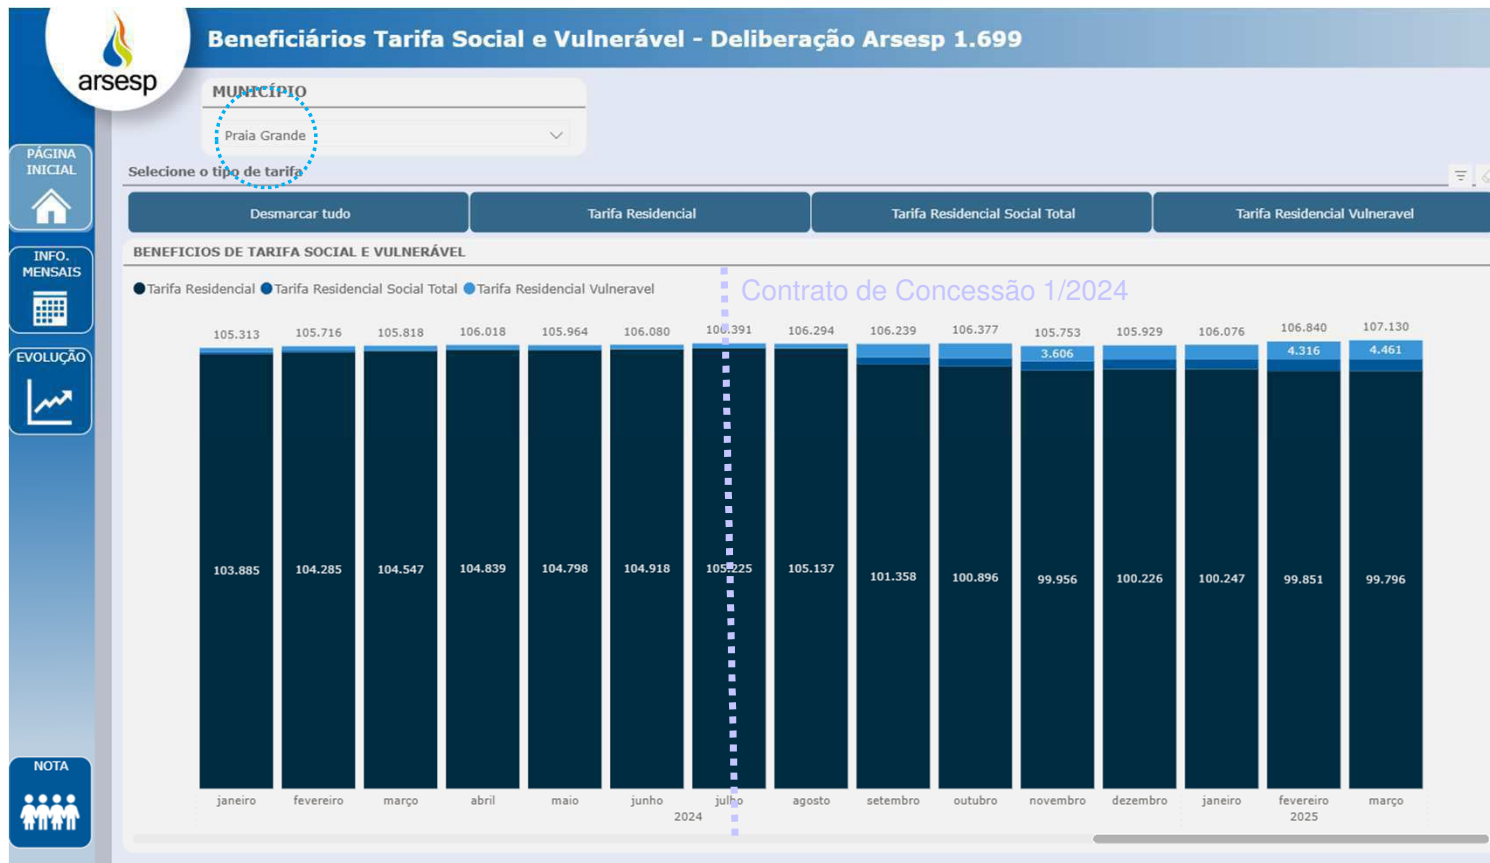 arsesp
Beneficiários Tarifa Social e Vulnerável - Deliberação Arsesp 1.699
MUNICÍPIO
Praia Grande
PÁGINA
INICIAL
INFO.
MENSAIS
EVOLUÇÃO
NOTA
Selecione o tipo de tarifa
Desmarcar tudo
Tarifa Residencial
Tarifa Residencial Social Total
Tarifa Residencial Vulneravel
BENEFICIOS DE TARIFA SOCIAL E VULNERÁVEL
Tarifa Residencial Tarifa Residencial Social Total Tarifa Residencial Vulneravel
Contrato de Concessão 1/2024
105.313 105.716 105.818 106.018 105.964 106.080 106.391 106.294 106.239 106.377 105.753 105.929 106.076 106.840 107.130
3.606 4.316 4.461
103.885 104.285 104.547 104.839 104.798 104.918 105.225 105.137 101.358 100.896 99.956 100.226 100.247 99.851 99.796
janeiro fevereiro março abril maio junho julho agosto setembro outubro novembro dezembro janeiro fevereiro março
2024 2025